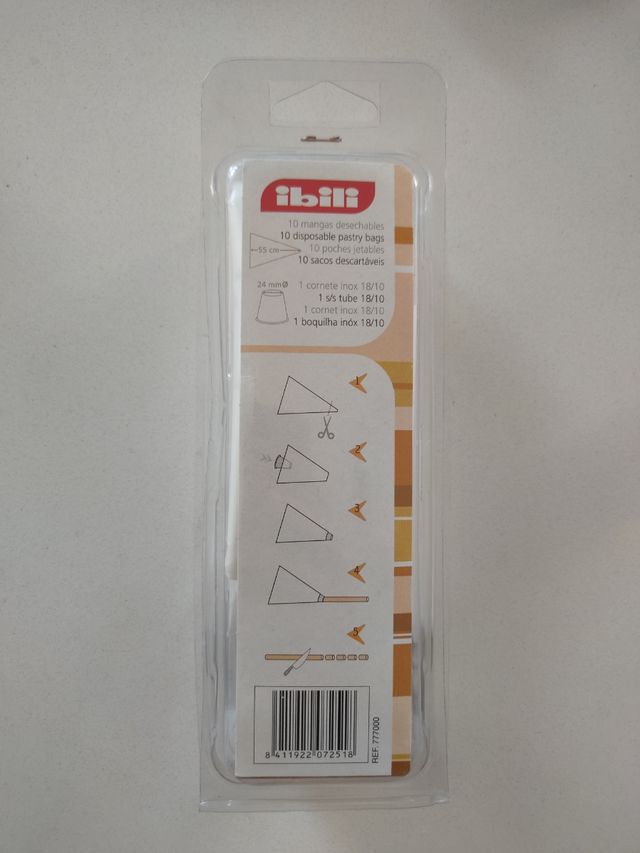 ibili
10 mangas desechables
10 disposable pastry bags
10 poches jetables
10 sacos descartáveis
55 cm
24 mmØ
1 cornete inox 18/10
1 s/s tube 18/10
1 cornet inox 18/10
1 boquilha inóx 18/10
1
2
3
4
5
8 411922 072518
REF. 777000